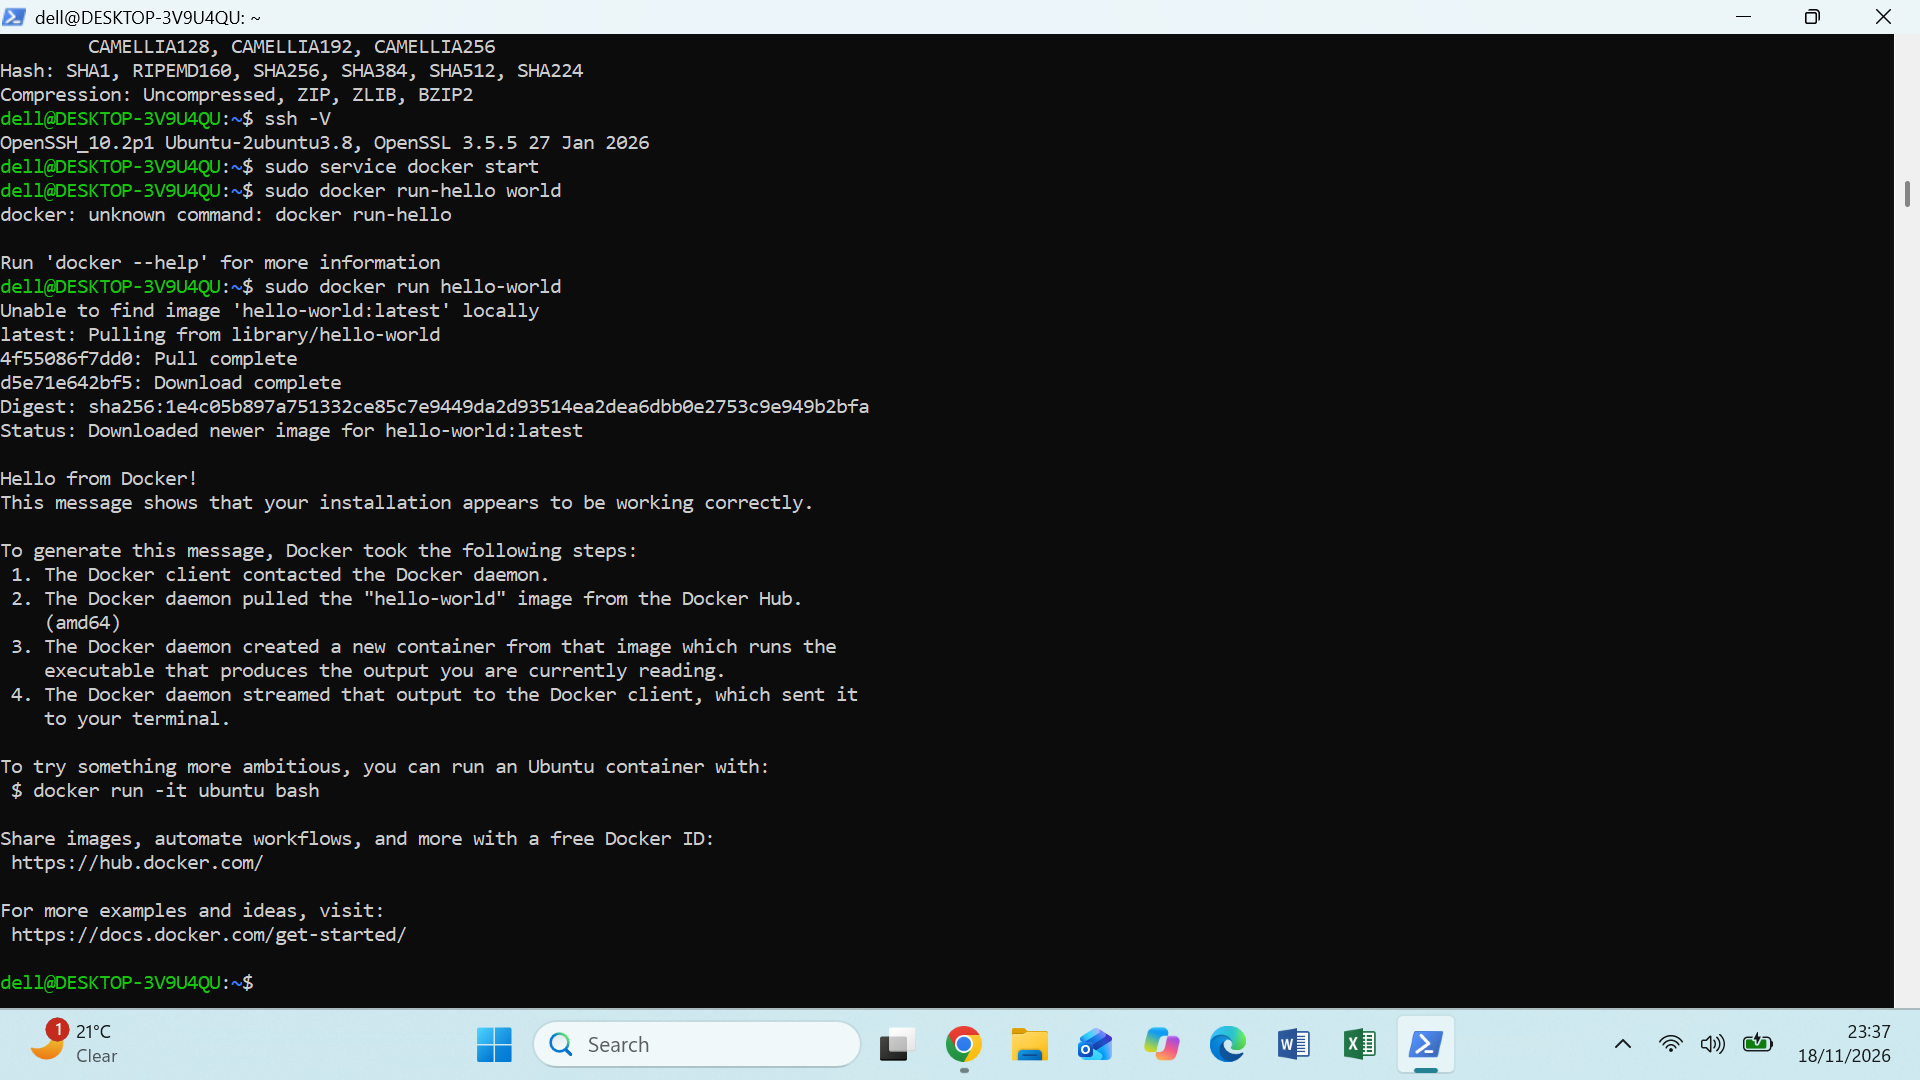 dell@DESKTOP-3V9U4QU: ~
        CAMELLIA128, CAMELLIA192, CAMELLIA256
Hash: SHA1, RIPEMD160, SHA256, SHA384, SHA512, SHA224
Compression: Uncompressed, ZIP, ZLIB, BZIP2
dell@DESKTOP-3V9U4QU:~$ ssh -V
OpenSSH_10.2p1 Ubuntu-2ubuntu3.8, OpenSSL 3.5.5 27 Jan 2026
dell@DESKTOP-3V9U4QU:~$ sudo service docker start
dell@DESKTOP-3V9U4QU:~$ sudo docker run-hello world
docker: unknown command: docker run-hello

Run 'docker --help' for more information
dell@DESKTOP-3V9U4QU:~$ sudo docker run hello-world
Unable to find image 'hello-world:latest' locally
latest: Pulling from library/hello-world
4f55086f7dd0: Pull complete
d5e71e642bf5: Download complete
Digest: sha256:1e4c05b897a751332ce85c7e9449da2d93514ea2dea6dbb0e2753c9e949b2bfa
Status: Downloaded newer image for hello-world:latest

Hello from Docker!
This message shows that your installation appears to be working correctly.

To generate this message, Docker took the following steps:
 1. The Docker client contacted the Docker daemon.
 2. The Docker daemon pulled the "hello-world" image from the Docker Hub.
    (amd64)
 3. The Docker daemon created a new container from that image which runs the
    executable that produces the output you are currently reading.
 4. The Docker daemon streamed that output to the Docker client, which sent it
    to your terminal.

To try something more ambitious, you can run an Ubuntu container with:
 $ docker run -it ubuntu bash

Share images, automate workflows, and more with a free Docker ID:
 https://hub.docker.com/

For more examples and ideas, visit:
 https://docs.docker.com/get-started/

dell@DESKTOP-3V9U4QU:~$
1
21°C
Clear
Search
23:37
18/11/2026